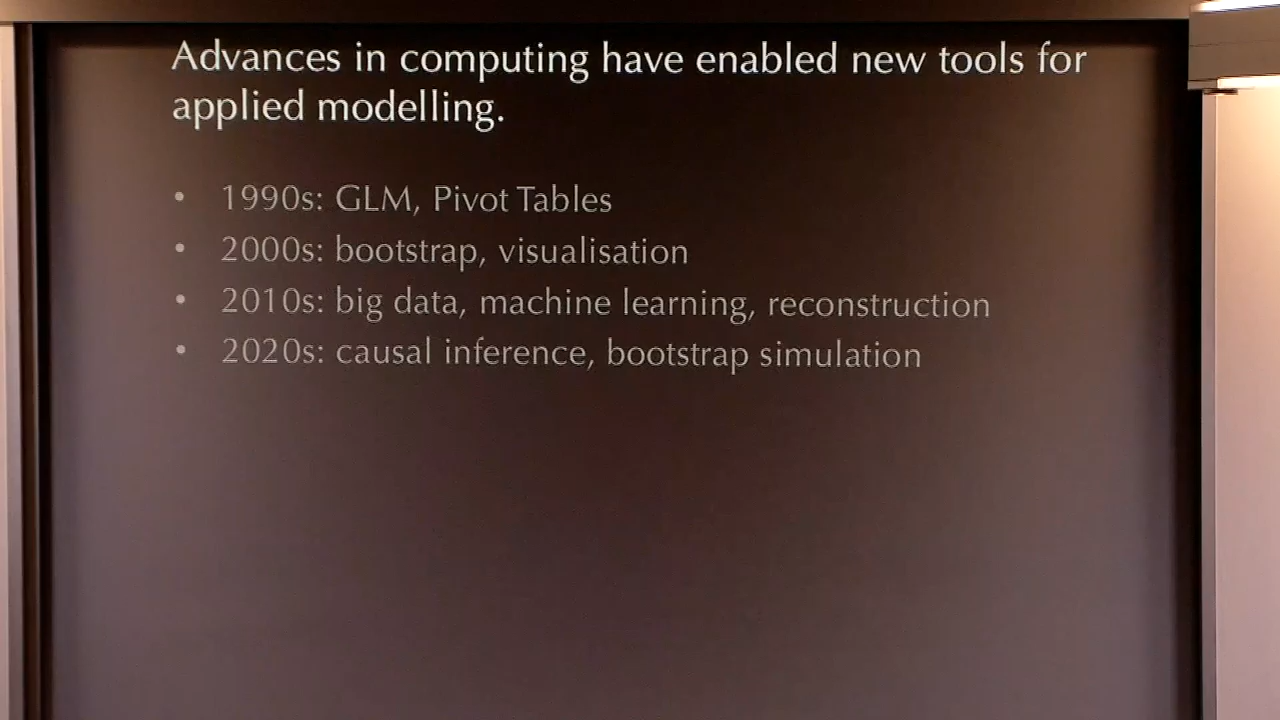 Advances in computing have enabled new tools for
applied modelling.
• 1990s: GLM, Pivot Tables
• 2000s: bootstrap, visualisation
• 2010s: big data, machine learning, reconstruction
• 2020s: causal inference, bootstrap simulation